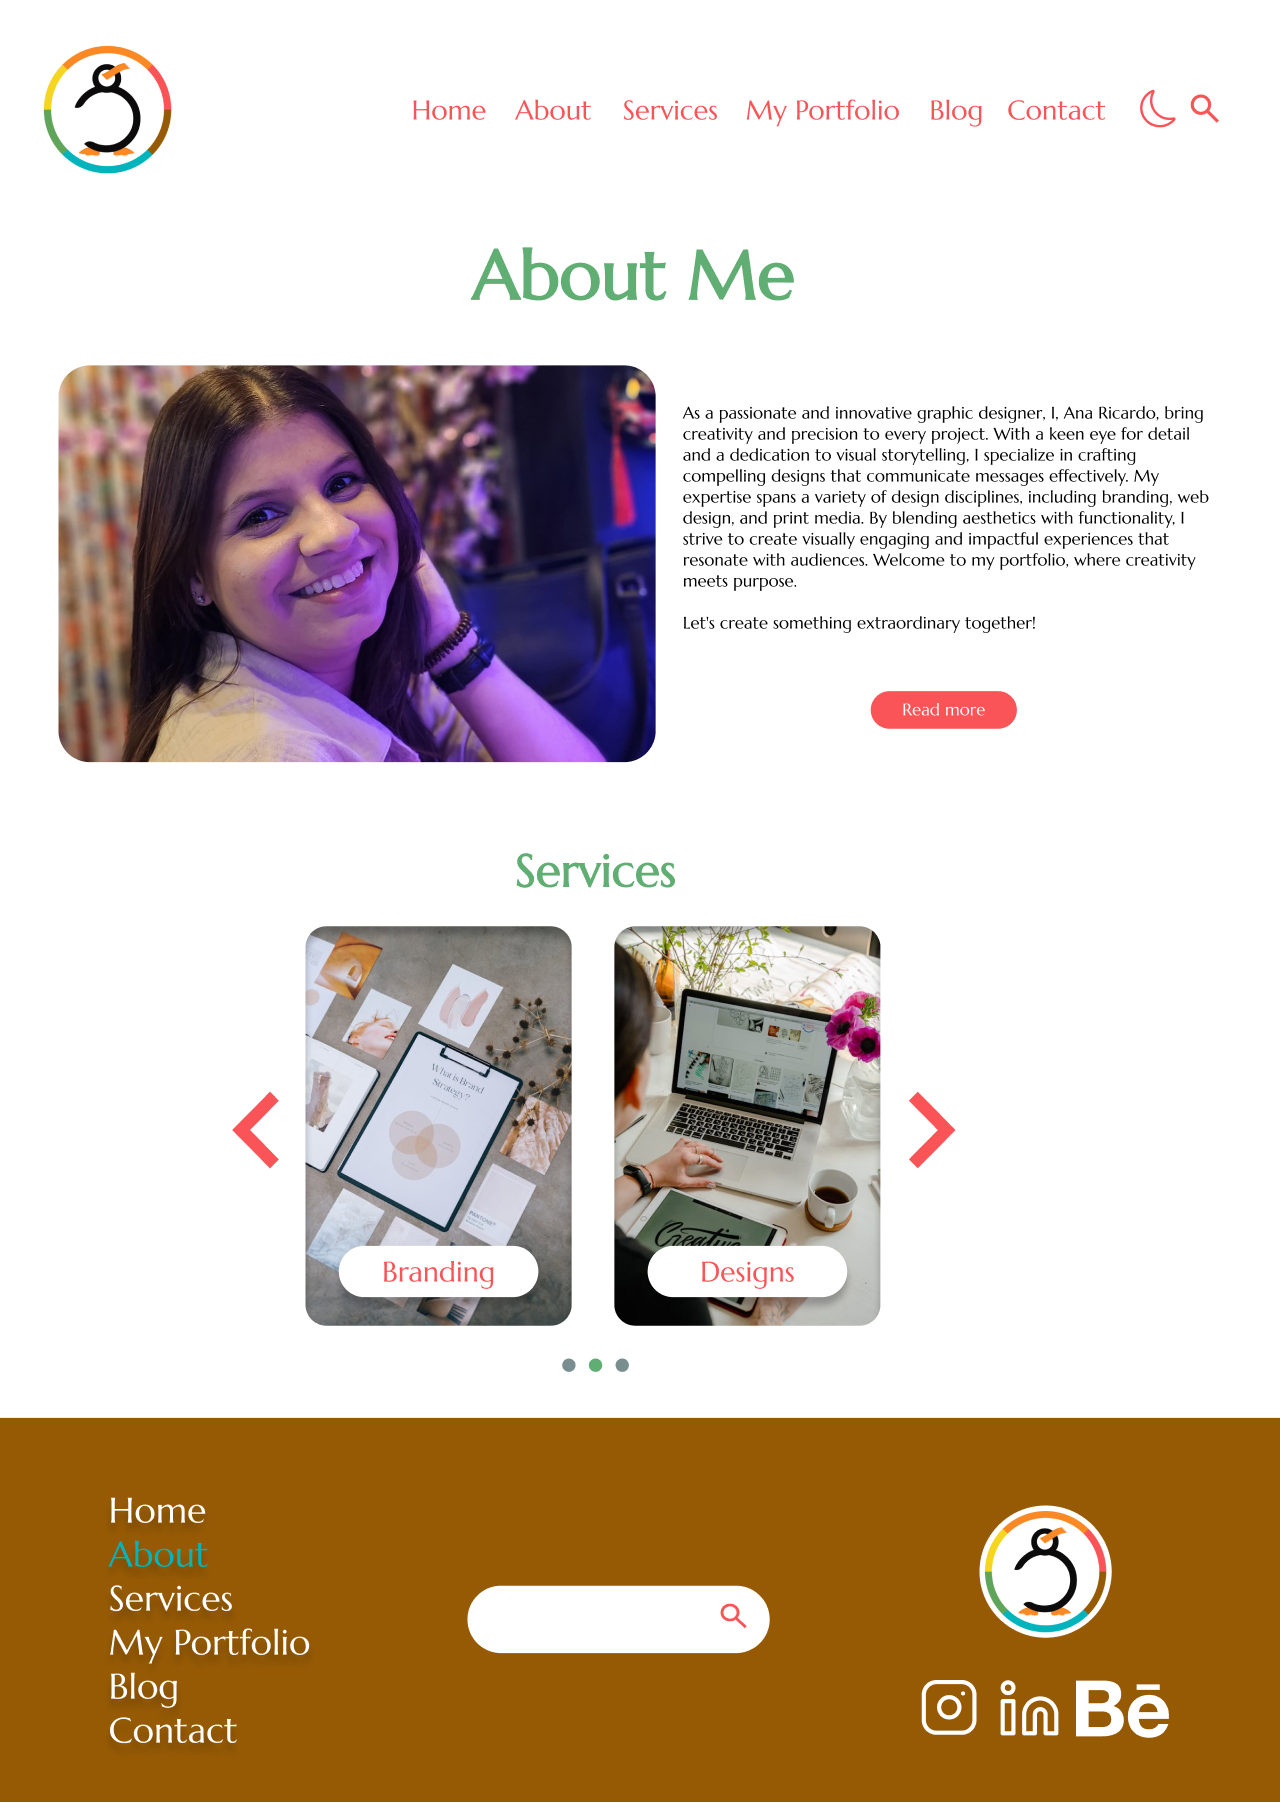 Home About Services My Portfolio Blog Contact
About Me
As a passionate and innovative graphic designer, I, Ana Ricardo, bring
creativity and precision to every project. With a keen eye for detail
and a dedication to visual storytelling, I specialize in crafting
compelling designs that communicate messages effectively. My
expertise spans a variety of design disciplines, including branding, web
design, and print media. By blending aesthetics with functionality, I
strive to create visually engaging and impactful experiences that
resonate with audiences. Welcome to my portfolio, where creativity
meets purpose.
Let's create something extraordinary together!
Read more
Services
What is Brand
Strategy?
PANTONE
Branding
Creative
Designs
Home
About
Services
My Portfolio
Blog
Contact
Bē